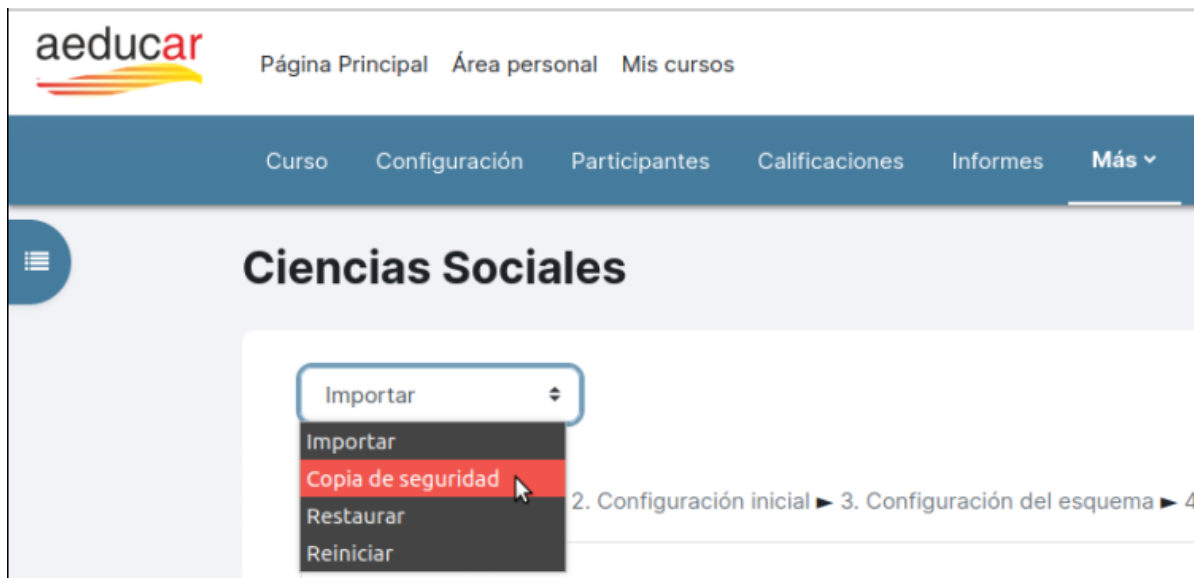 aeducar
Página Principal Área personal Mis cursos
Curso Configuración Participantes Calificaciones Informes Más
Ciencias Sociales
Importar
Importar
Copia de seguridad
2. Configuración inicial ► 3. Configuración del esquema ► 4
Restaurar
Reiniciar